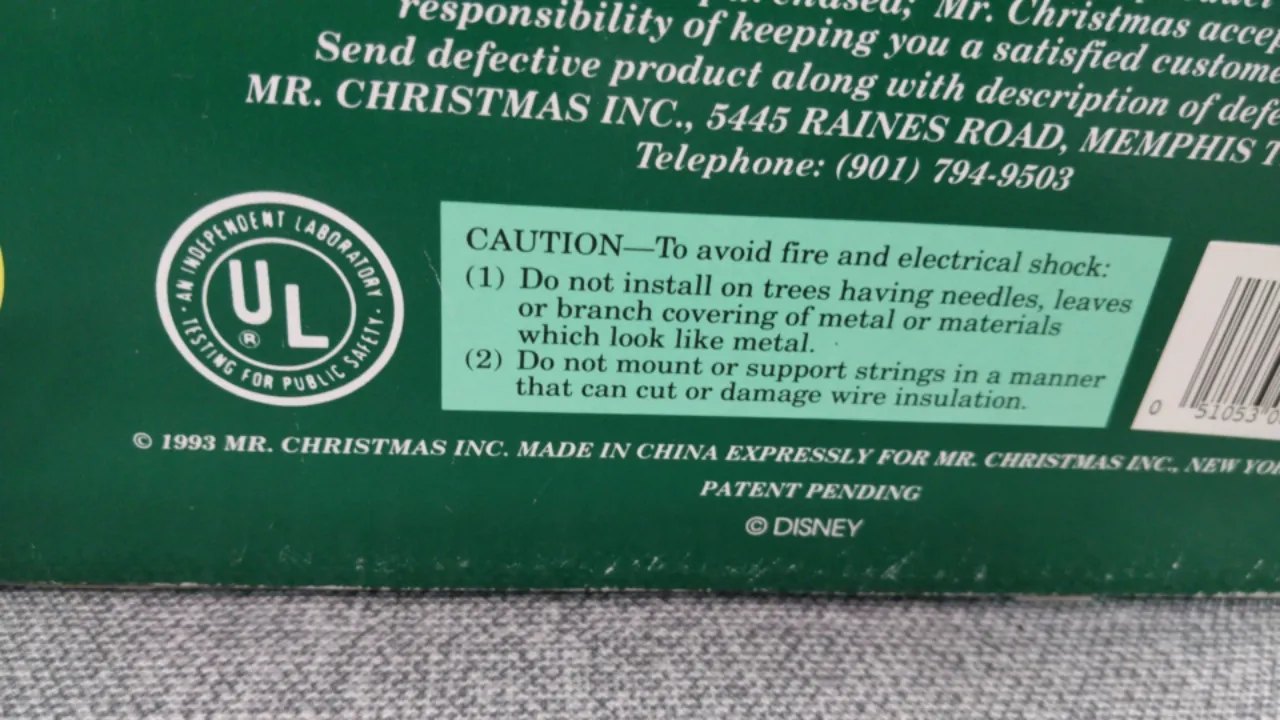 Mr. Christmas
responsibility of keeping you a satisfied
Send defective product along with description of
MR. CHRISTMAS INC., 5445 RAINES ROAD, MEMPHIS
Telephone: (901) 794-9503
· AN INDEPENDENT LABORATORY ·
TESTING FOR PUBLIC SAFETY
UL
®
CAUTION—To avoid fire and electrical shock:
(1) Do not install on trees having needles, leaves
or branch covering of metal or materials
which look like metal.
(2) Do not mount or support strings in a manner
that can cut or damage wire insulation.
0 51053
© 1993 MR. CHRISTMAS INC. MADE IN CHINA EXPRESSLY FOR MR. CHRISTMAS INC., NEW
PATENT PENDING
© DISNEY